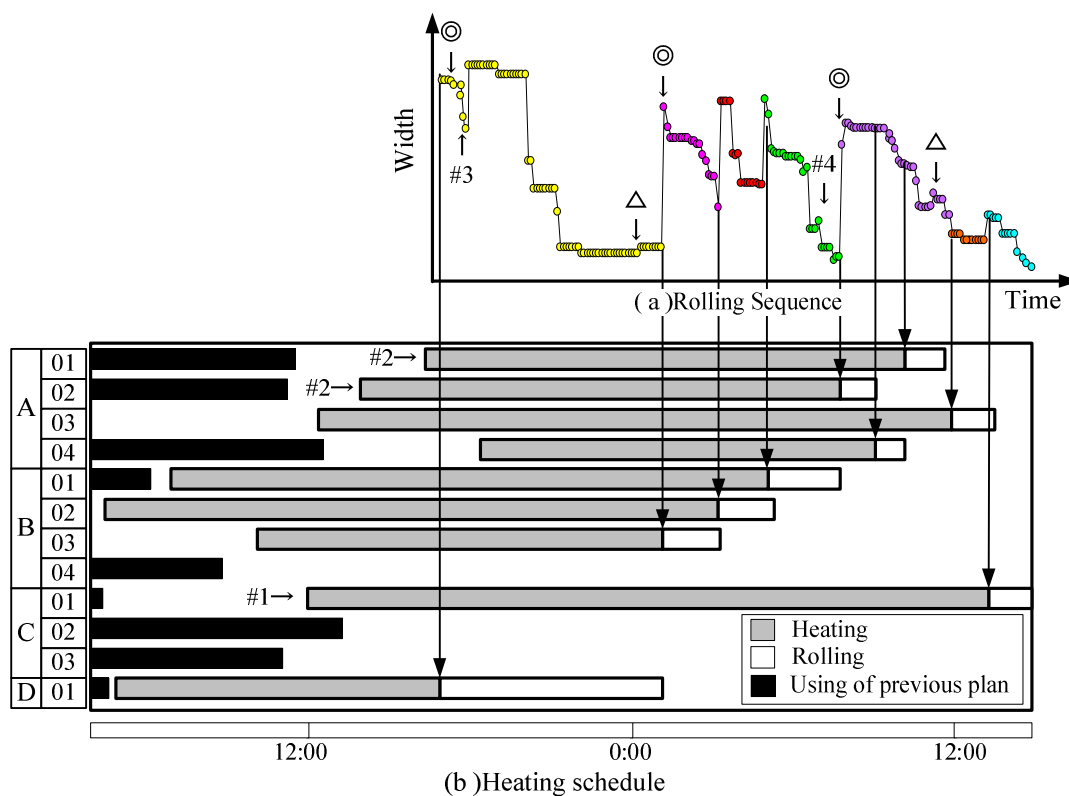 ◎
◎
◎
Width
#3
△
#4
△
( a )Rolling Sequence
Time
A
01
#2→
02
#2→
03
04
B
01
02
03
04
C
01
#1→
02
03
D
01
Heating
Rolling
Using of previous plan
12:00
0:00
12:00
(b )Heating schedule